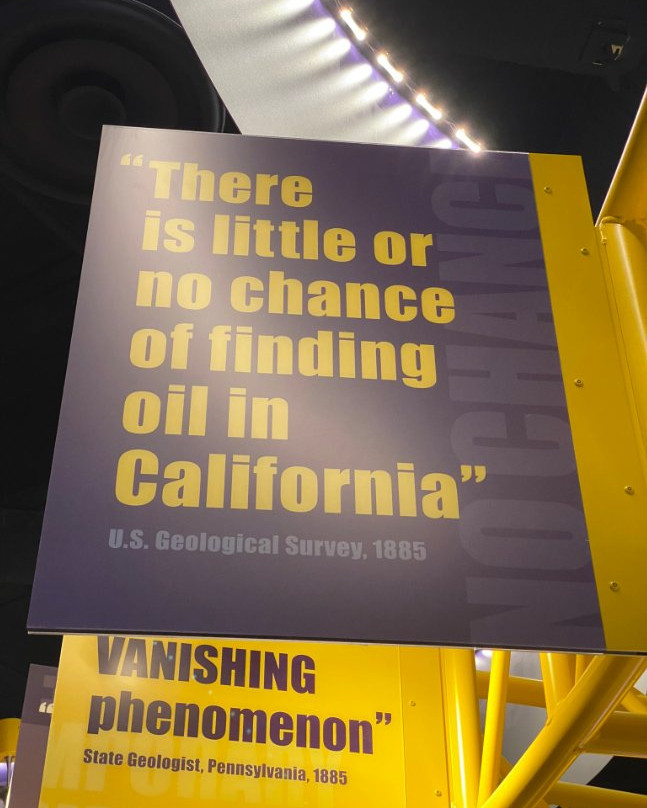 “There
is little or
no chance
of finding
oil in
California”
U.S. Geological Survey, 1885
NO CHANC
VANISHING
phenomenon”
State Geologist, Pennsylvania, 1885